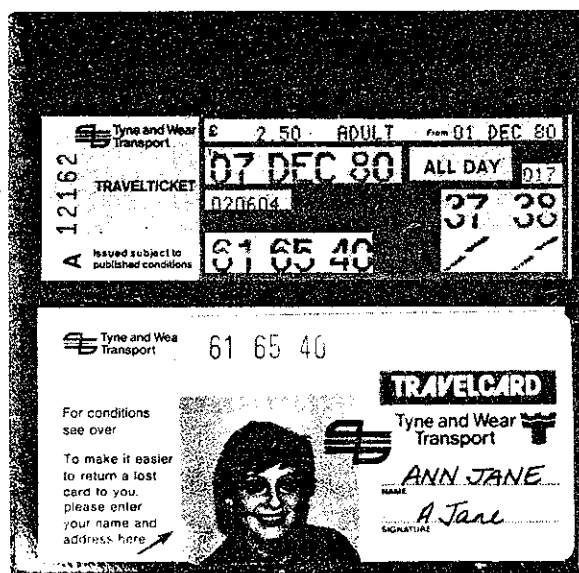 Tyne and Wear
Transport
£ 2.50 ADULT From 01 DEC 80
To 07 DEC 80 ALL DAY 017
TRAVELTICKET
A 12162
020604
37 38
Issued subject to
published conditions
61 65 40
Tyne and Wea
Transport
61 65 40
TRAVELCARD
For conditions
see over
Tyne and Wear
Transport
To make it easier
to return a lost
card to you,
please enter
your name and
address here
ANN JANE
NAME
A Jane
SIGNATURE